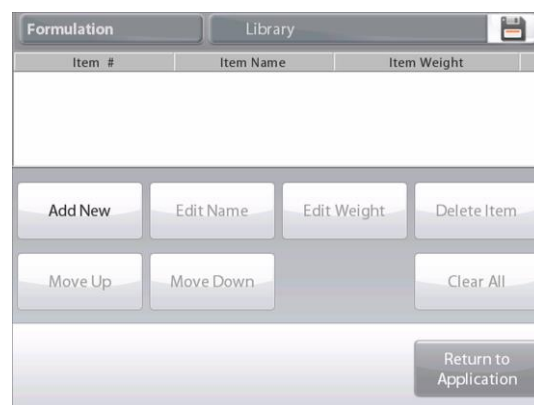 Formulation Library
Item # Item Name Item Weight
Add New Edit Name Edit Weight Delete Item
Move Up Move Down Clear All
Return to
Application